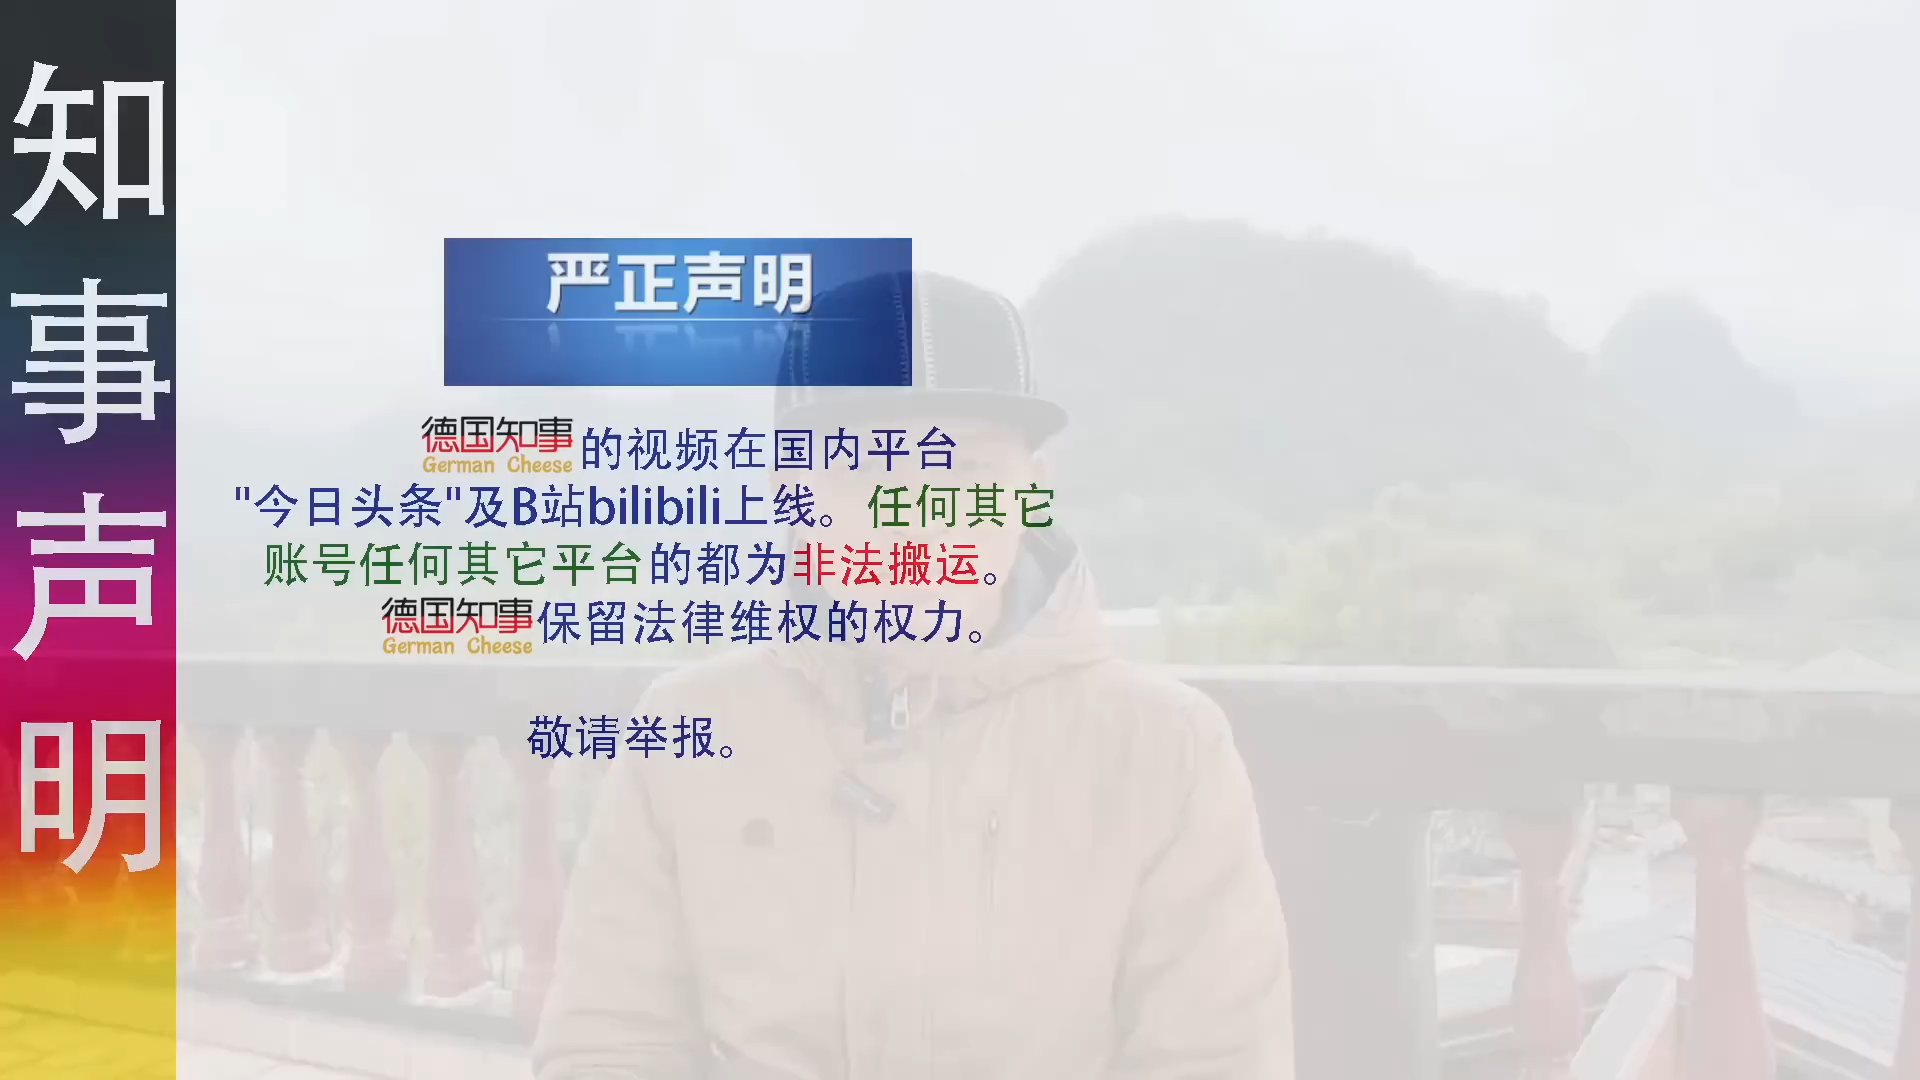 知事声明
严正声明
德国知事 German Cheese 的视频在国内平台
"今日头条"及B站bilibili上线。任何其它
账号任何其它平台的都为非法搬运。
德国知事 German Cheese 保留法律维权的权力。
敬请举报。